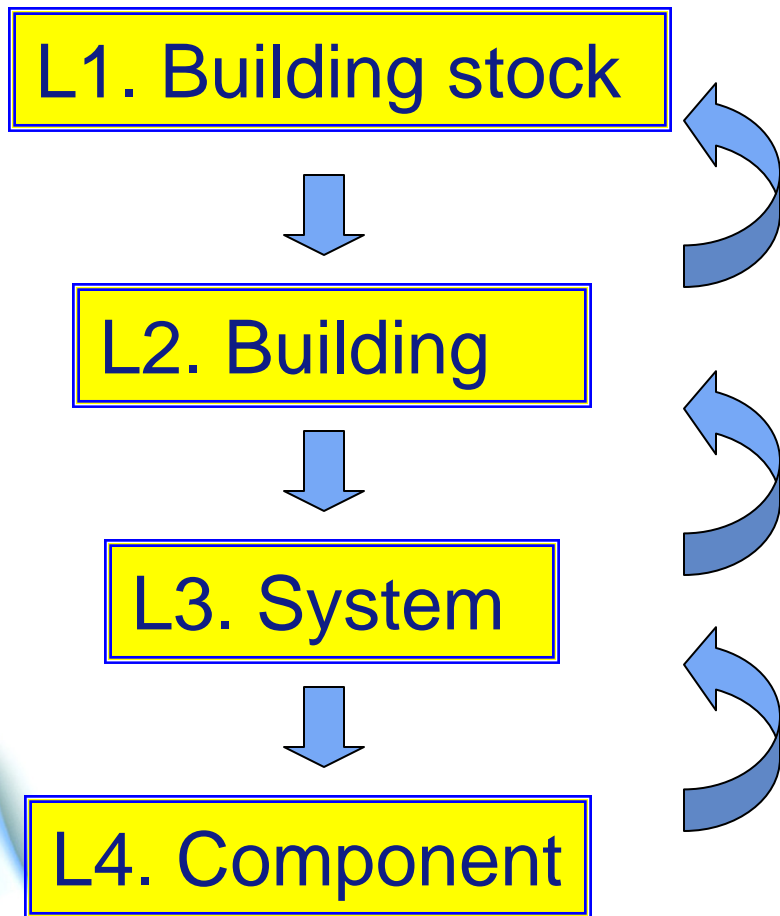 L1. Building stock
L2. Building
L3. System
L4. Component